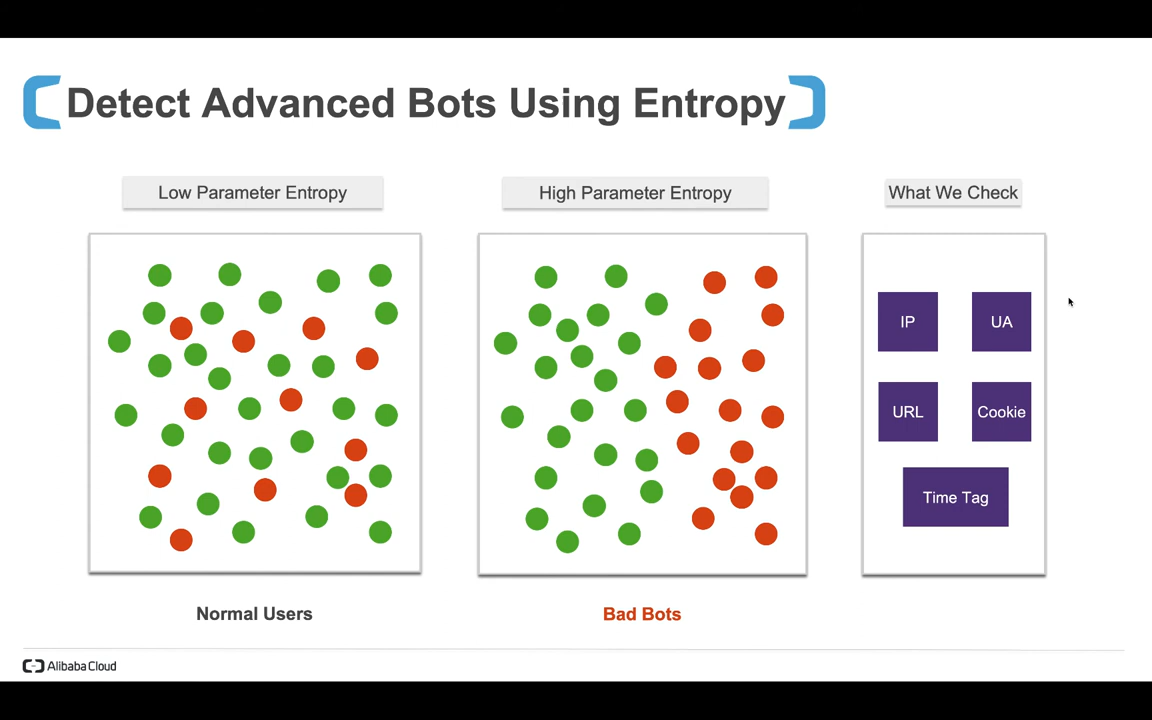 Detect Advanced Bots Using Entropy
Low Parameter Entropy
High Parameter Entropy
What We Check
IP
UA
URL
Cookie
Time Tag
Normal Users
Bad Bots
Alibaba Cloud